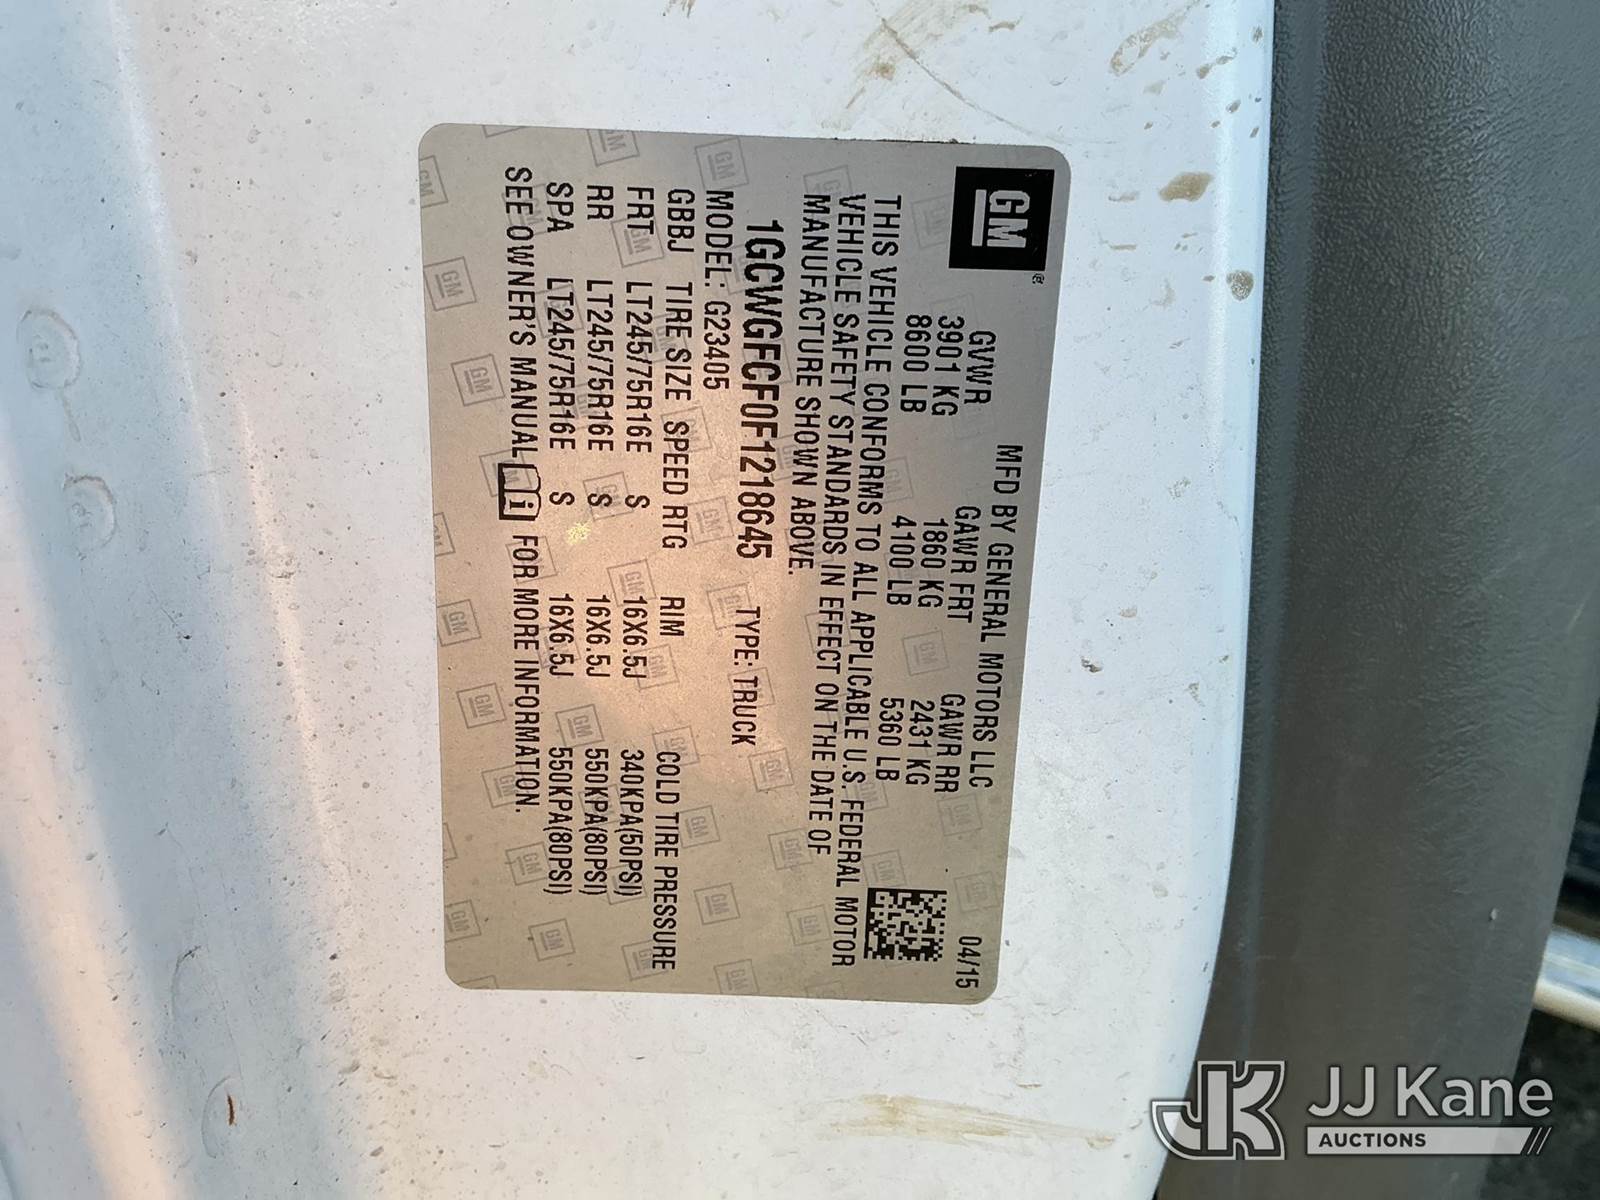 GM
MFD BY GENERAL MOTORS LLC 04/15
GVWR GAWR FRT GAWR RR
3901 KG 1860 KG 2431 KG
8600 LB 4100 LB 5360 LB
THIS VEHICLE CONFORMS TO ALL APPLICABLE U.S. FEDERAL MOTOR
VEHICLE SAFETY STANDARDS IN EFFECT ON THE DATE OF
MANUFACTURE SHOWN ABOVE.
1GCWGFCF0F1218645 TYPE: TRUCK
MODEL: G23405
GBBJ TIRE SIZE SPEED RTG RIM COLD TIRE PRESSURE
FRT LT245/75R16E S 16X6.5J 340KPA(50PSI)
RR LT245/75R16E S 16X6.5J 550KPA(80PSI)
SPA LT245/75R16E S 16X6.5J 550KPA(80PSI)
SEE OWNER'S MANUAL i FOR MORE INFORMATION.
JK JJ Kane
AUCTIONS